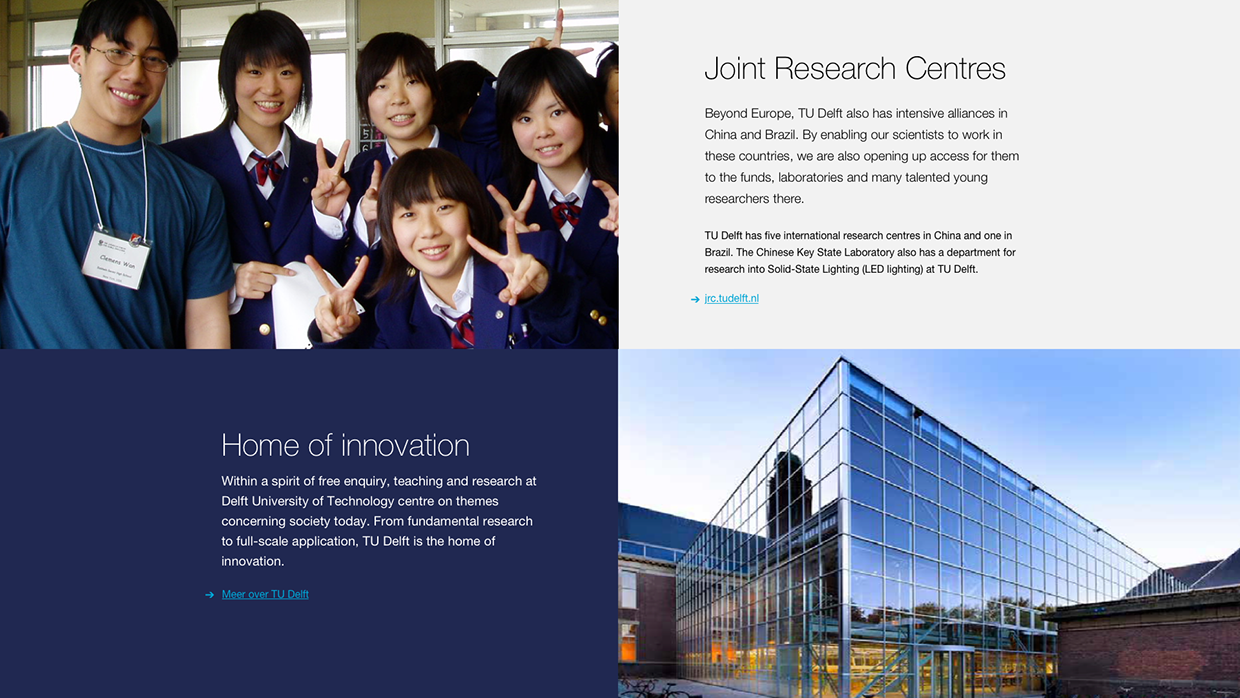 Joint Research Centres
Beyond Europe, TU Delft also has intensive alliances in
China and Brazil. By enabling our scientists to work in
these countries, we are also opening up access for them
to the funds, laboratories and many talented young
researchers there.
TU Delft has five international research centres in China and one in
Brazil. The Chinese Key State Laboratory also has a department for
research into Solid-State Lighting (LED lighting) at TU Delft.
→ jrc.tudelft.nl
Clemens Wan
Home of innovation
Within a spirit of free enquiry, teaching and research at
Delft University of Technology centre on themes
concerning society today. From fundamental research
to full-scale application, TU Delft is the home of
innovation.
→ Meer over TU Delft